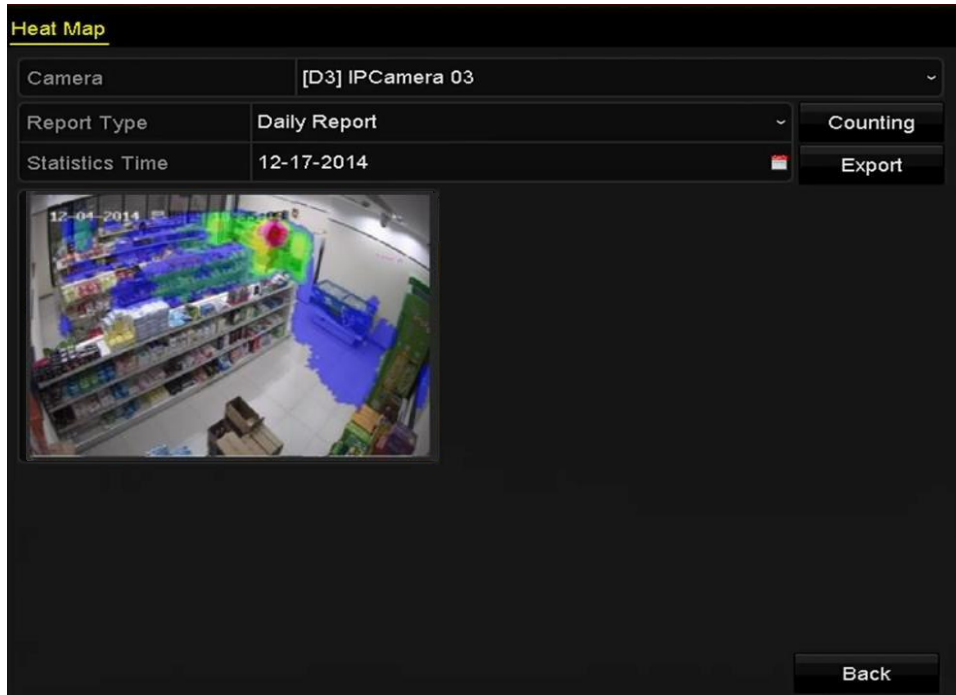 Heat Map
Camera [D3] IPCamera 03
Report Type Daily Report Counting
Statistics Time 12-17-2014 Export
12-04-2014
Back